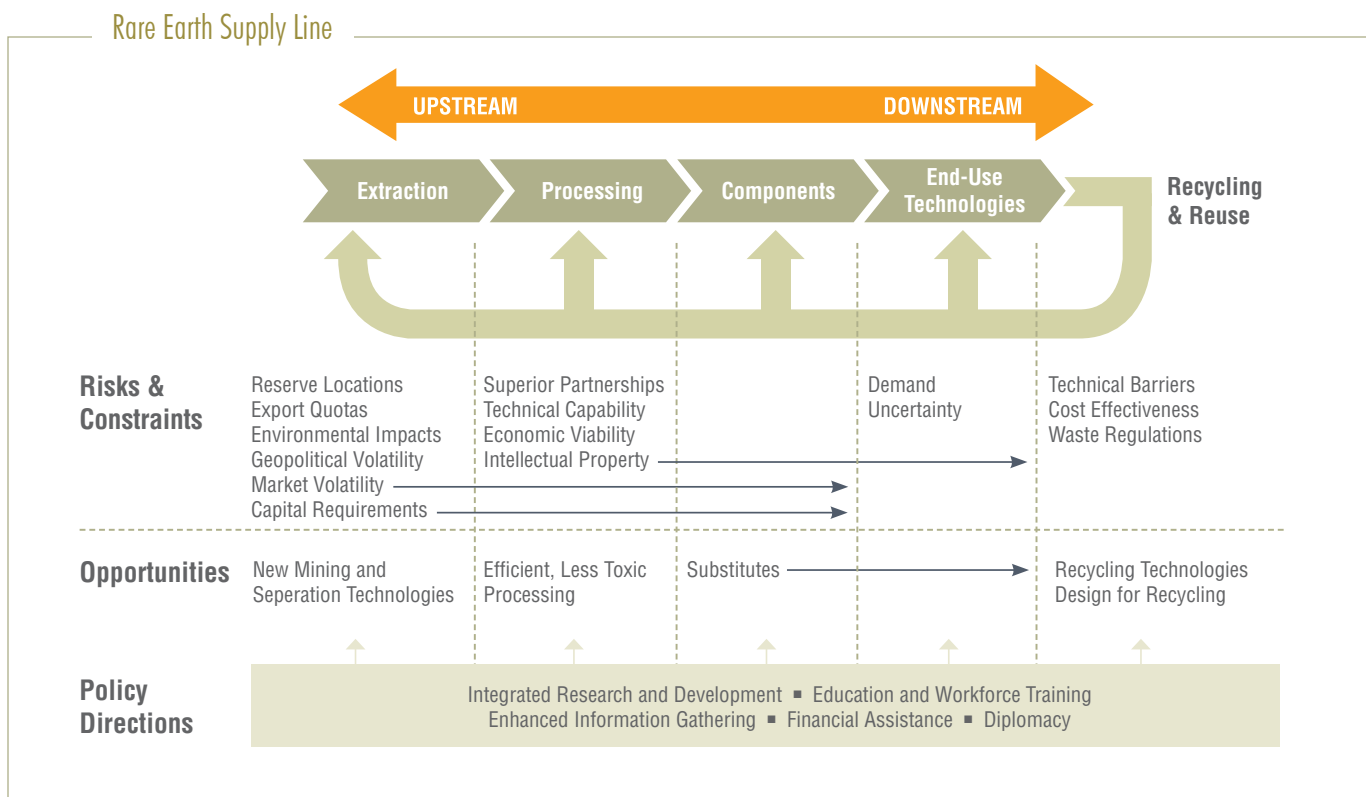 Rare Earth Supply Line
UPSTREAM
DOWNSTREAM
Extraction
Processing
Components
End-Use
Technologies
Recycling
& Reuse
Risks &
Constraints
Reserve Locations
Export Quotas
Environmental Impacts
Geopolitical Volatility
Market Volatility
Capital Requirements
Superior Partnerships
Technical Capability
Economic Viability
Intellectual Property
Demand
Uncertainty
Technical Barriers
Cost Effectiveness
Waste Regulations
Opportunities
New Mining and
Seperation Technologies
Efficient, Less Toxic
Processing
Substitutes
Recycling Technologies
Design for Recycling
Policy
Directions
Integrated Research and Development ▪ Education and Workforce Training
Enhanced Information Gathering ▪ Financial Assistance ▪ Diplomacy